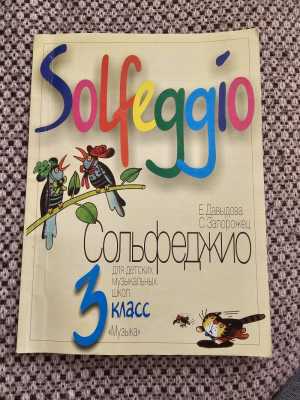 Solfeggio
Е. Давыдова
С. Запорожец
Сольфеджио
для детских
музыкальных
школ
3 класс
«Музыка»